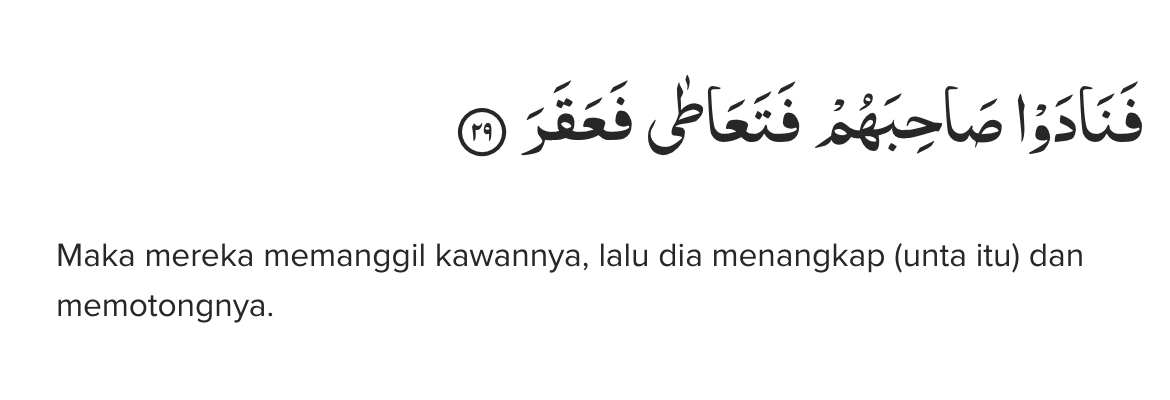 فَنَادَوْا صَاحِبَهُمْ فَتَعَاطٰى فَعَقَرَ ۝٢٩
Maka mereka memanggil kawannya, lalu dia menangkap (unta itu) dan
memotongnya.